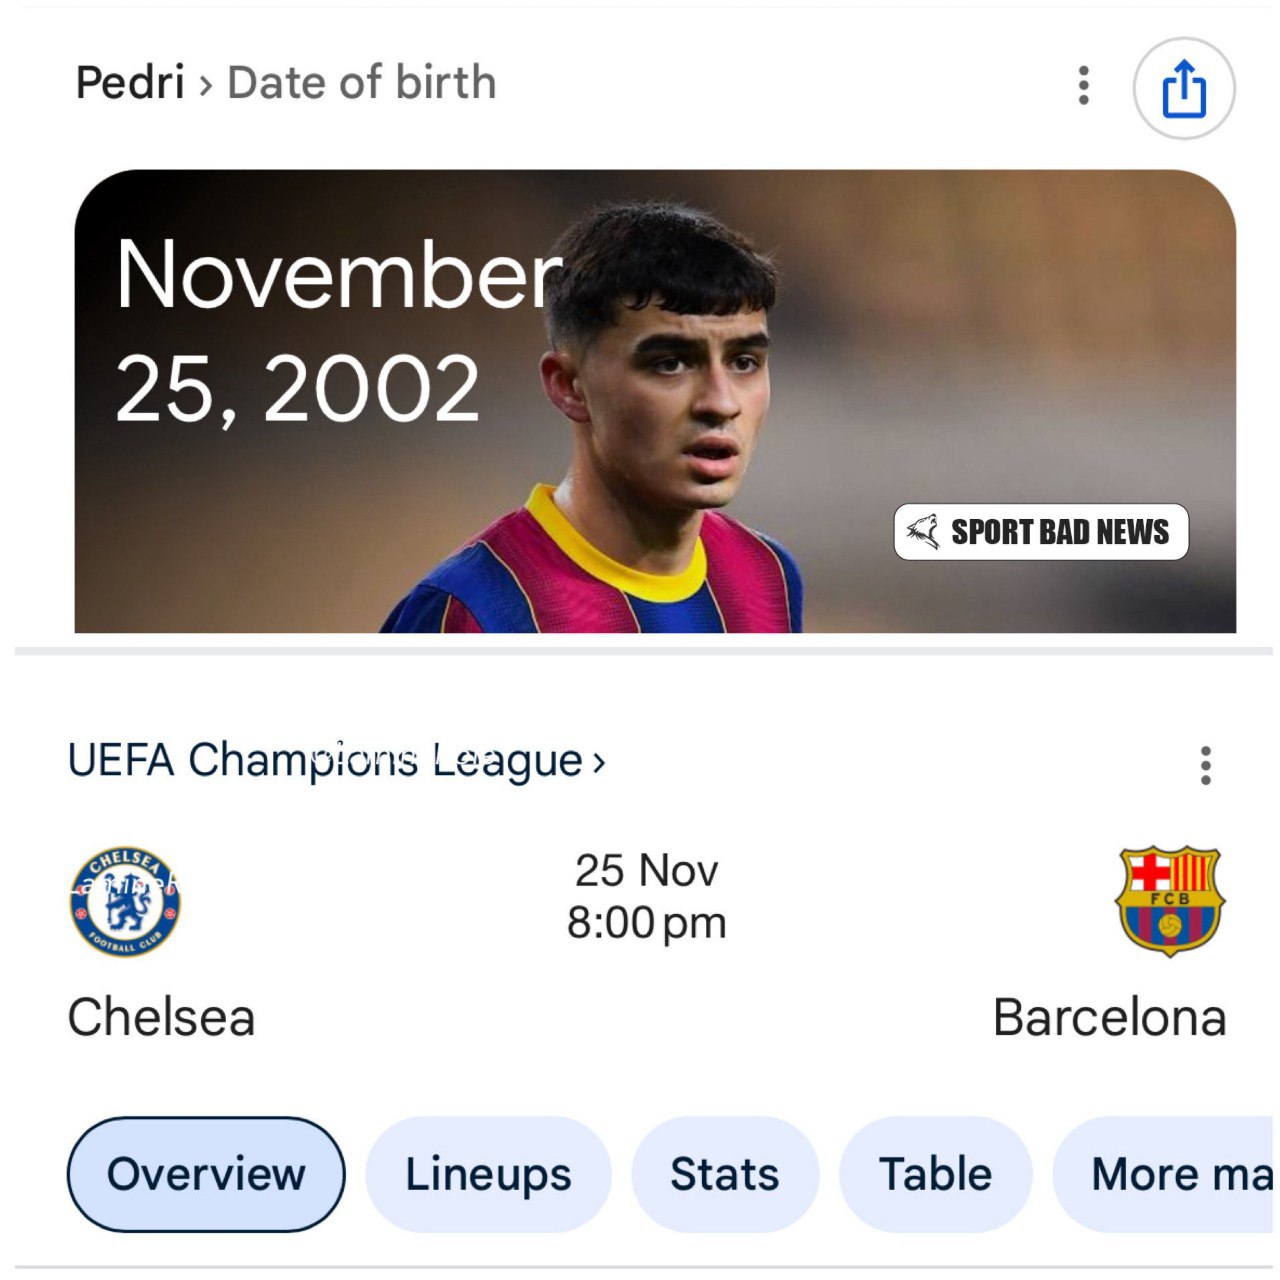 Pedri › Date of birth
November
25, 2002
SPORT BAD NEWS
UEFA Champions League ›
25 Nov
8:00 pm
CHELSEA
FOOTBALL CLUB
FCB
Chelsea
Barcelona
Overview
Lineups
Stats
Table
More ma